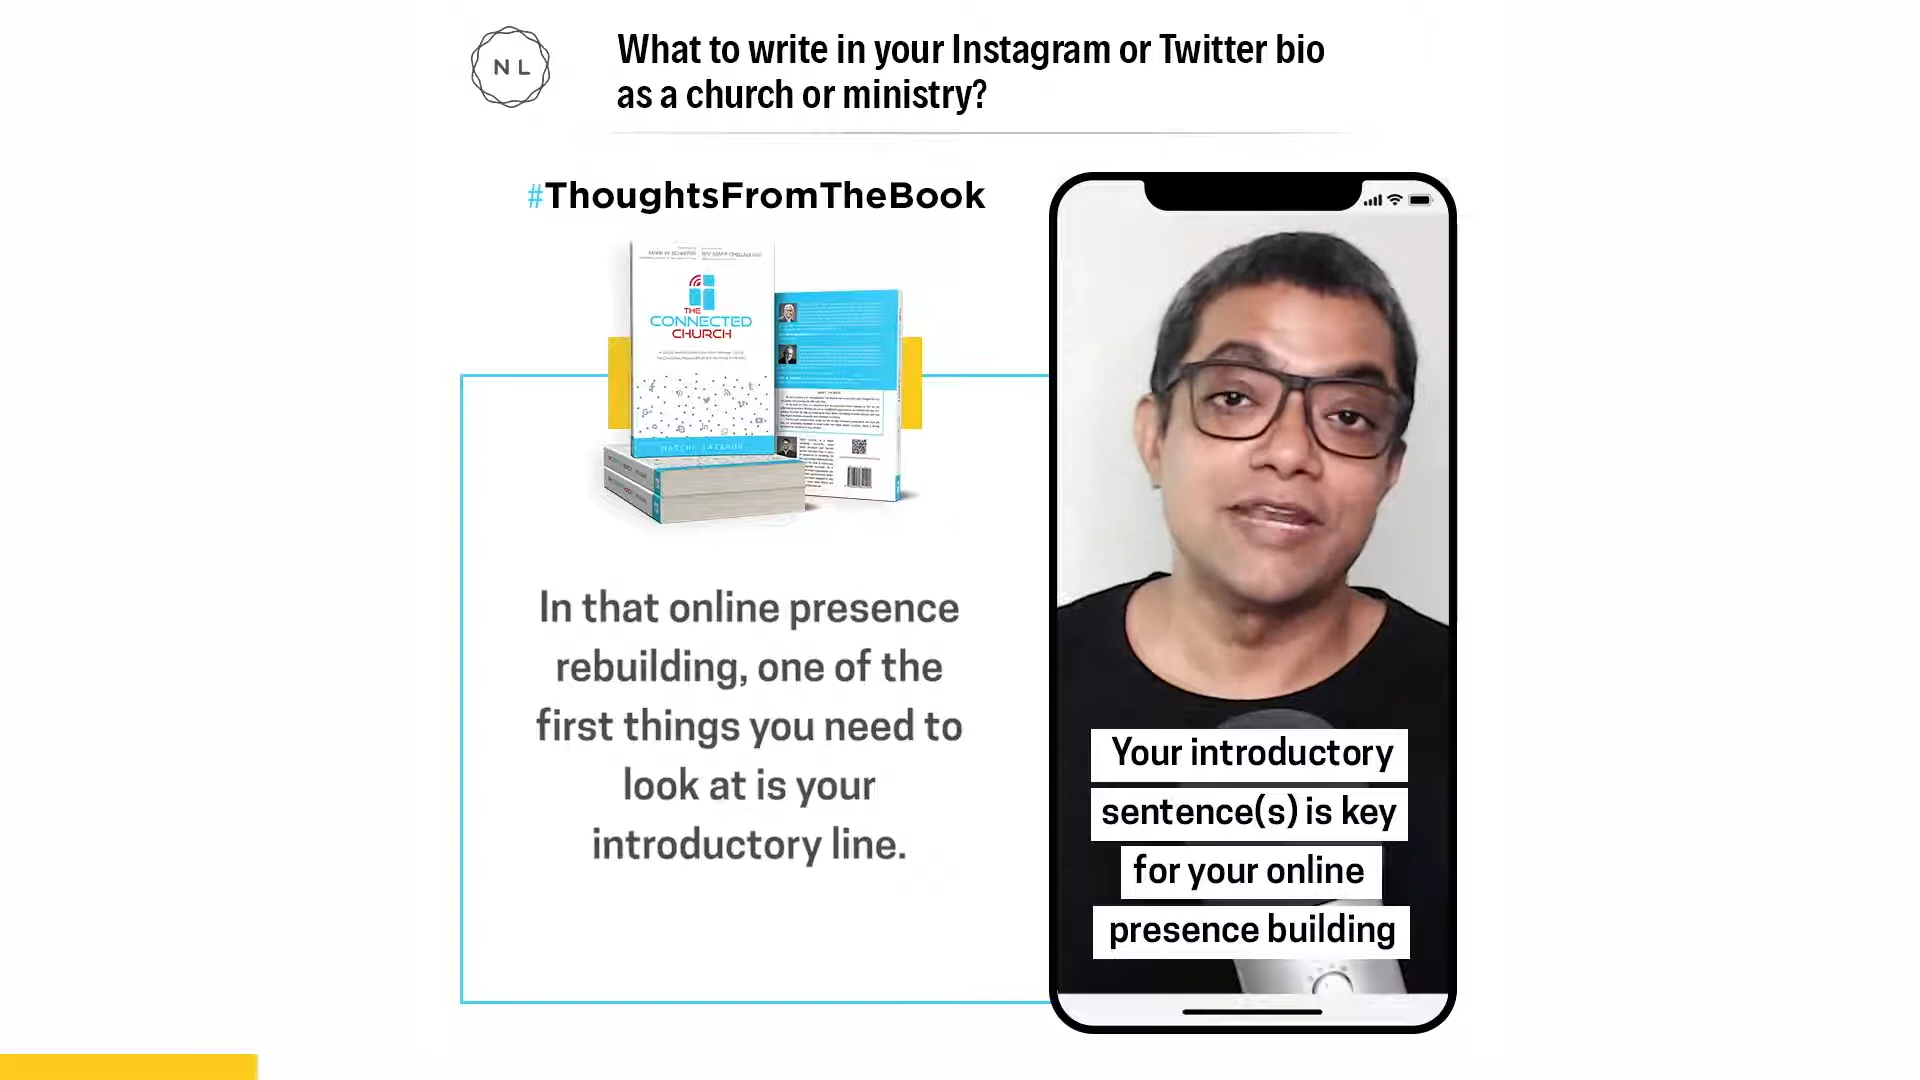 N L
What to write in your Instagram or Twitter bio
as a church or ministry?
#ThoughtsFromTheBook
MARK W. SCHAEFER
THE
CONNECTED
CHURCH
In that online presence
rebuilding, one of the
first things you need to
look at is your
introductory line.
Your introductory
sentence(s) is key
for your online
presence building